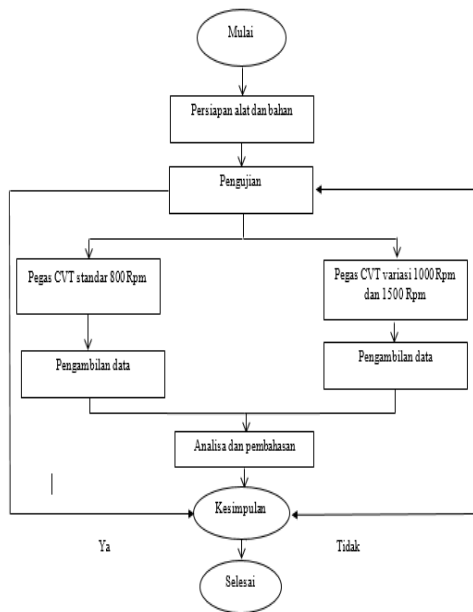 Mulai
Persiapan alat dan bahan
Pengujian
Pegas CVT standar 800 Rpm
Pegas CVT variasi 1000 Rpm
dan 1500 Rpm
Pengambilan data
Pengambilan data
Analisa dan pembahasan
Kesimpulan
Ya
Tidak
Selesai